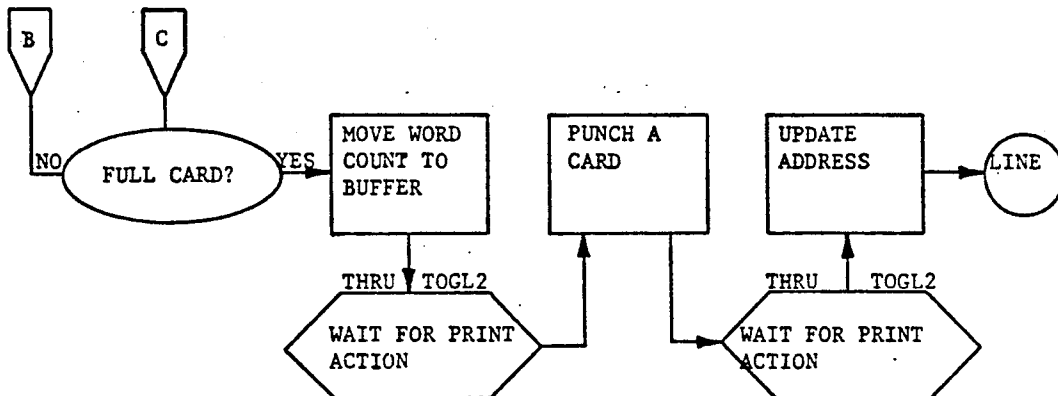 B
C
NO
FULL CARD?
YES
MOVE WORD
COUNT TO
BUFFER
PUNCH A
CARD
UPDATE
ADDRESS
LINE
THRU TOGL2
WAIT FOR PRINT
ACTION
THRU TOGL2
WAIT FOR PRINT
ACTION